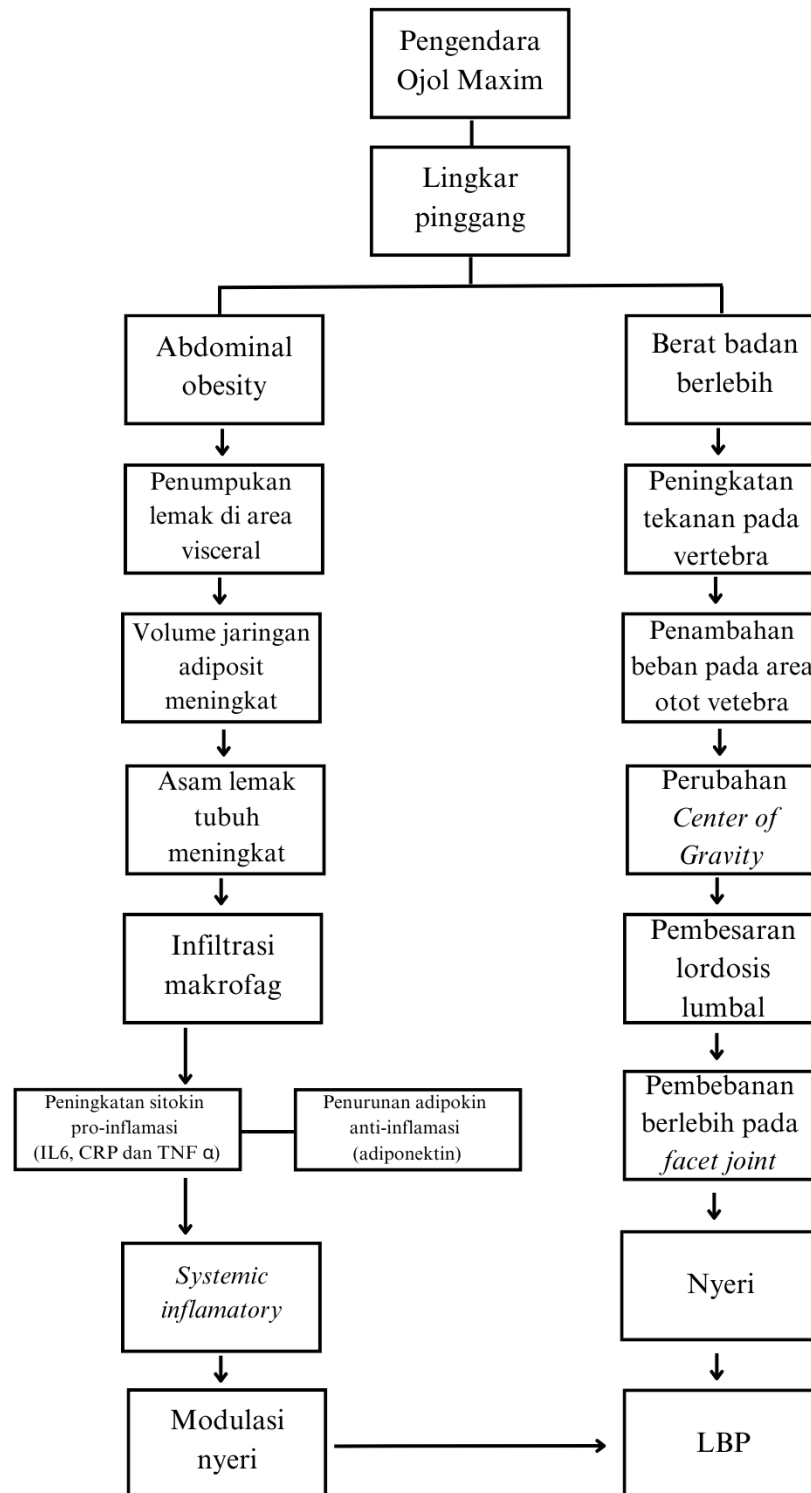 Pengendara
Ojol Maxim
Lingkar
pinggang
Abdominal
obesity
Berat badan
berlebih
Penumpukan
lemak di area
visceral
Peningkatan
tekanan pada
vertebra
Volume jaringan
adiposit
meningkat
Penambahan
beban pada area
otot vetebra
Asam lemak
tubuh
meningkat
Perubahan
Center of
Gravity
Infiltrasi
makrofag
Pembesaran
lordosis
lumbal
Peningkatan sitokin
pro-inflamasi
(IL6, CRP dan TNF α)
Penurunan adipokin
anti-inflamasi
(adiponektin)
Pembebanan
berlebih pada
facet joint
Systemic
inflamatory
Nyeri
Modulasi
nyeri
LBP